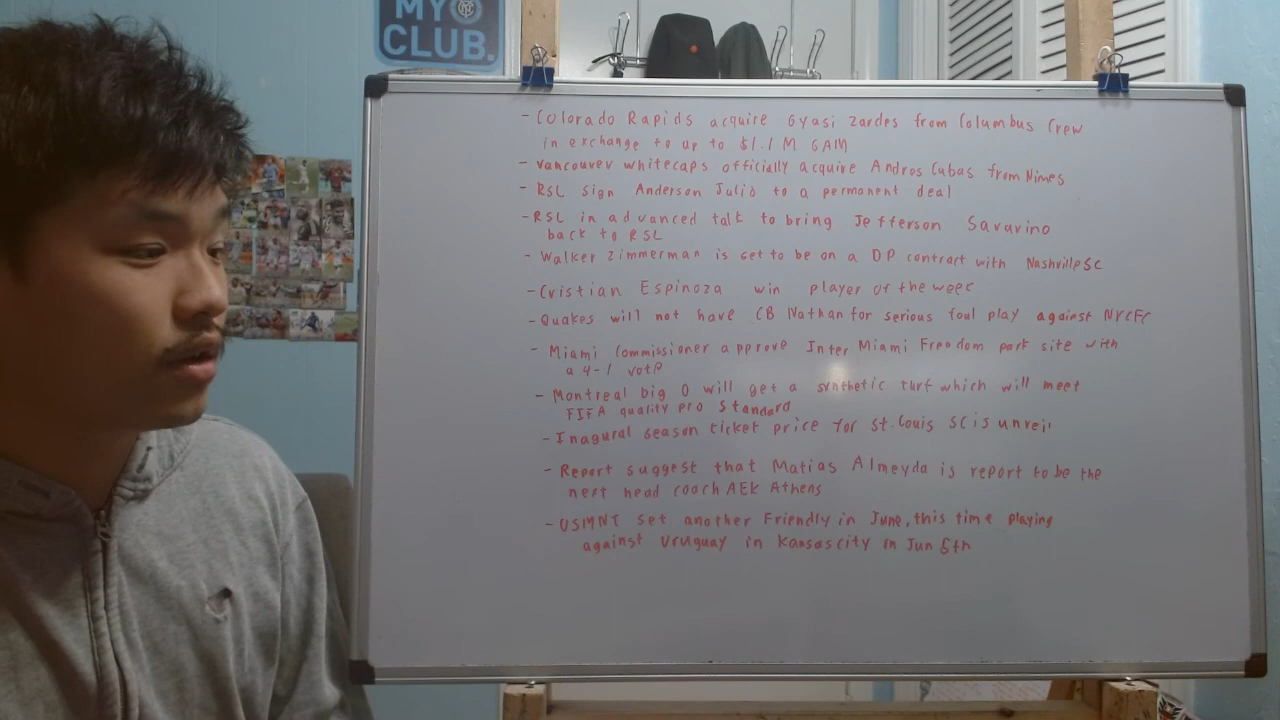 MY
CLUB.
- Colorado Rapids acquire Gyasi Zardes from Columbus Crew
in exchange to up to $1.1 M GAM
- Vancouver whitecaps officially acquire Andros Cubas from Nimes
- RSL sign Anderson Julio to a permanent deal
- RSL in advanced talk to bring Jefferson Savarino
back to RSL
- Walker Zimmerman is set to be on a DP contract with Nashville SC
- Cristian Espinoza win player of the week
- Quakes will not have CB Nathan for serious foul play against NYCFC
- Miami Commissioner approve Inter Miami Freedom park site with
a 4-1 vote
- Montreal big O will get a synthetic turf which will meet
FIFA quality pro Standard
- Inagural season ticket price for St. Louis SC is unveil
- Report suggest that Matias Almeyda is report to be the
next head coach AEK Athens
- USMNT set another Friendly in June, this time playing
against Uruguay in Kansas city on Jun 5th